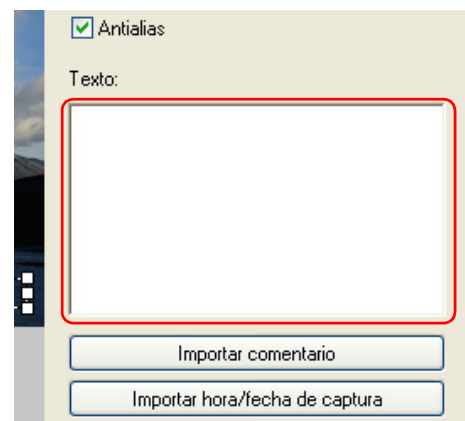 Antialias
Texto:
Importar comentario
Importar hora/fecha de captura